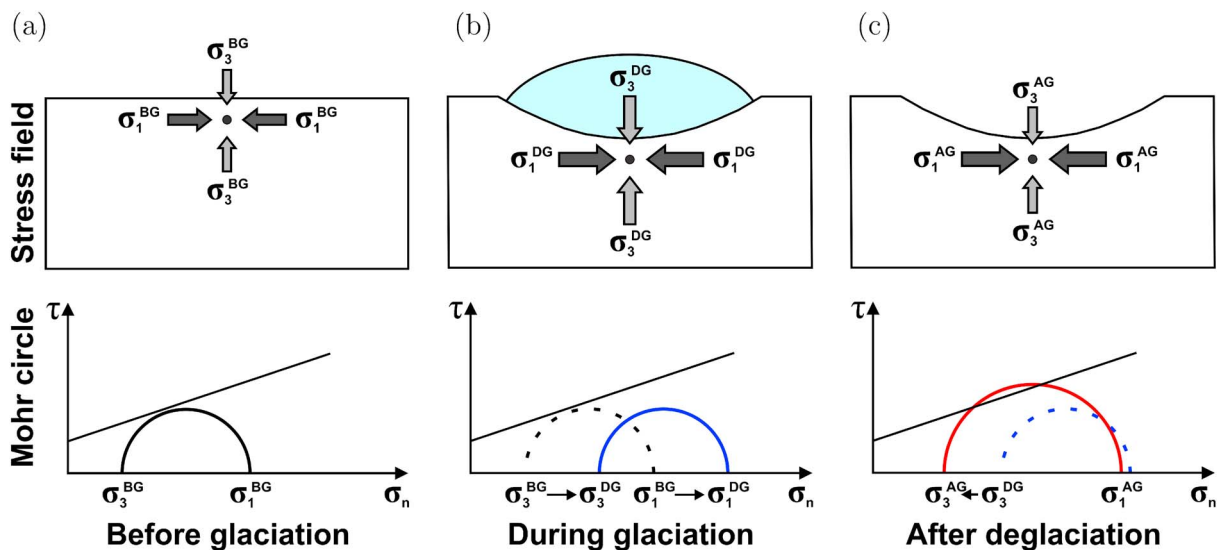 (a)
(b)
(c)
Stress field
σ₃ᴮᴳ
σ₁ᴮᴳ σ₁ᴮᴳ
σ₃ᴮᴳ
σ₃ᴰᴳ
σ₁ᴰᴳ σ₁ᴰᴳ
σ₃ᴰᴳ
σ₃ᴬᴳ
σ₁ᴬᴳ σ₁ᴬᴳ
σ₃ᴬᴳ
Mohr circle
τ
σ₃ᴮᴳ σ₁ᴮᴳ σₙ
Before glaciation
τ
σ₃ᴮᴳ→σ₃ᴰᴳ σ₁ᴮᴳ→σ₁ᴰᴳ σₙ
During glaciation
τ
σ₃ᴬᴳ←σ₃ᴰᴳ σ₁ᴬᴳ σₙ
After deglaciation